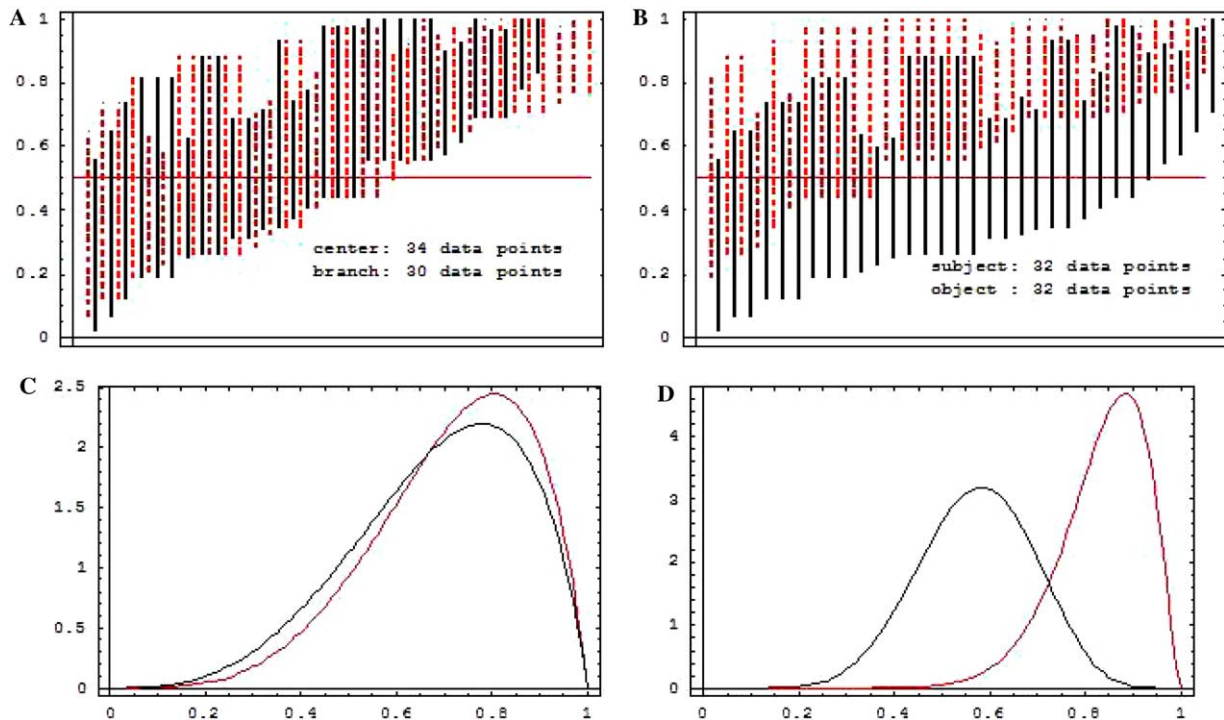 A
1
0.8
0.6
0.4
0.2
0
center: 34 data points
branch: 30 data points
B
1
0.8
0.6
0.4
0.2
0
subject: 32 data points
object : 32 data points
C
2.5
2
1.5
1
0.5
0
0 0.2 0.4 0.6 0.8 1
D
4
3
2
1
0
0 0.2 0.4 0.6 0.8 1